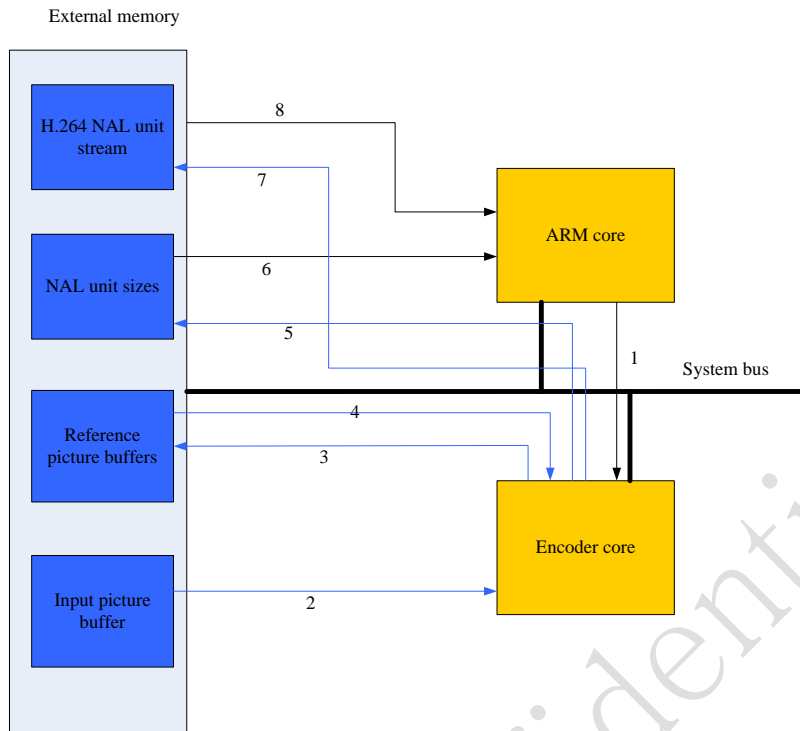 External memory
H.264 NAL unit
stream
8
7
ARM core
NAL unit sizes
6
5
1
System bus
Reference
picture buffers
4
3
Encoder core
Input picture
buffer
2
identi